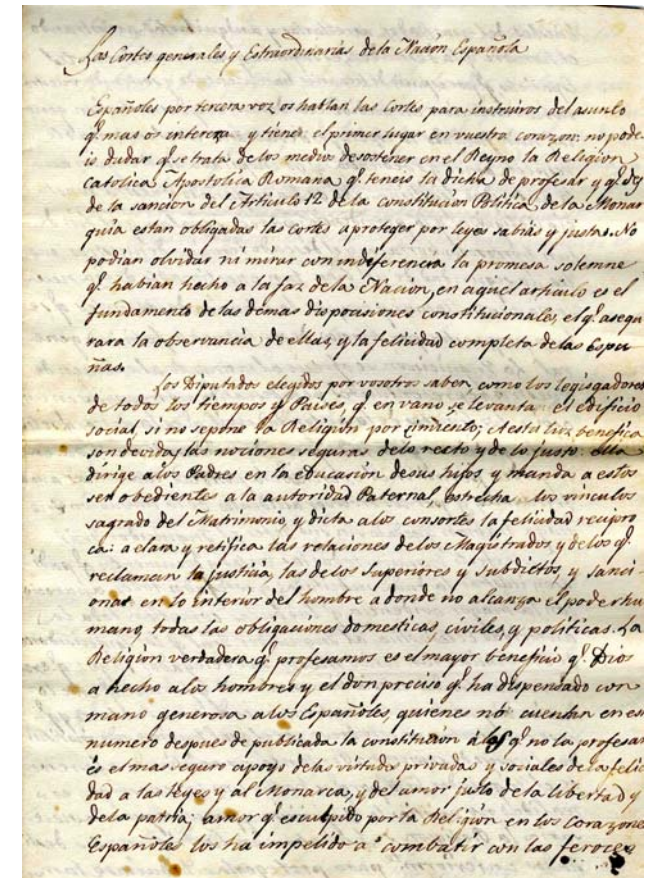 Las Cortes generales y Estraordinarias de la Nacion Española
Españoles por tercera voz os hablan las Cortes para instruiros del asunto
q.e mas os interesa y tiene el primer lugar en vuestro corazon: no pode-
is dudar q.e se trata de los medios de sostener en el Reyno la Religion
Catolica Apostolica Romana q.e teneis la dicha de profesar y q.e
de la sancion del Articulo 12 de la constitucion Politica de la Monar
quia estan obligadas las cortes a proteger por leyes sabias y justas. No
podian olvidar ni mirar con indiferencia la promesa solemne
q.e habian hecho a la faz de la Nacion, en aquel articulo es el
fundamento de las demas disposiciones constitucionales, el q.e asegu
rara la observancia de ellas, y la felicidad completa de las Espa
ñas.
Los Diputados elegidos por vosotros saben, como los legisgadores
de todos los tiempos y Paises, q.e en vano se levanta el edificio
social, si no se pone la Religion por cimiento; A esta luz benefica
son devidas las nociones seguras de lo recto y de lo justo: ella
dirige a los Padres en la educasion de sus hijos y manda a estos
ser obedientes a la autoridad Paternal, estrecha los vinculos
sagrado del Matrimonio, y dicta a los consortes la felicidad recipro
ca: aclara y retifica las relaciones de los Magistrados, y de los q.e
reclaman la justicia, las de los superiores y subdictos, y sanci-
onar en lo interior del hombre a donde no alcanza el poder hu
mano, todas las obligaciones domesticas, civiles, y politicas. La
Religion verdadera q.e profesamos es el mayor beneficio q.e Dios
a hecho a los hombres y el don preciso q.e ha dispensado con
mano generosa a los Españoles, quienes no cuentan en es
numero despues de publicada la constitucion a los q.e no la profesan
es el mas seguro apoyo de las virtudes privadas y sociales de la felici
dad a las leyes y al Monarca, y del amor justo de la libertad y
de la patria; amor q.e esculpido por la Religion en los corazones
Españoles los ha impelido a combatir con las feroces